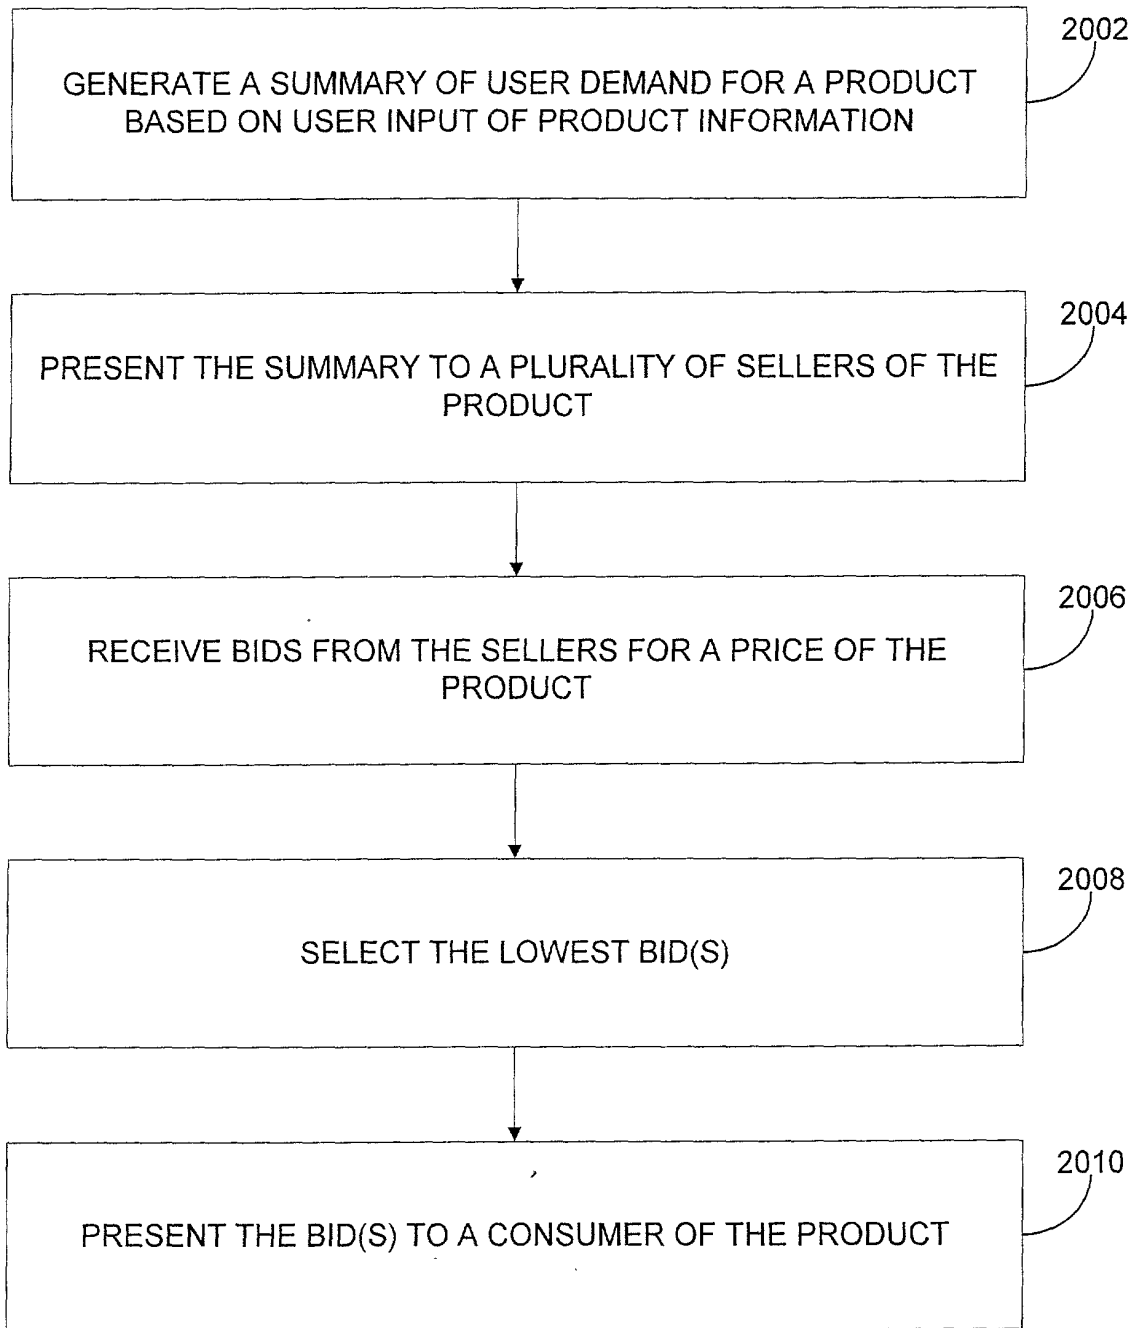 2002
GENERATE A SUMMARY OF USER DEMAND FOR A PRODUCT
BASED ON USER INPUT OF PRODUCT INFORMATION
2004
PRESENT THE SUMMARY TO A PLURALITY OF SELLERS OF THE
PRODUCT
2006
RECEIVE BIDS FROM THE SELLERS FOR A PRICE OF THE
PRODUCT
2008
SELECT THE LOWEST BID(S)
2010
PRESENT THE BID(S) TO A CONSUMER OF THE PRODUCT